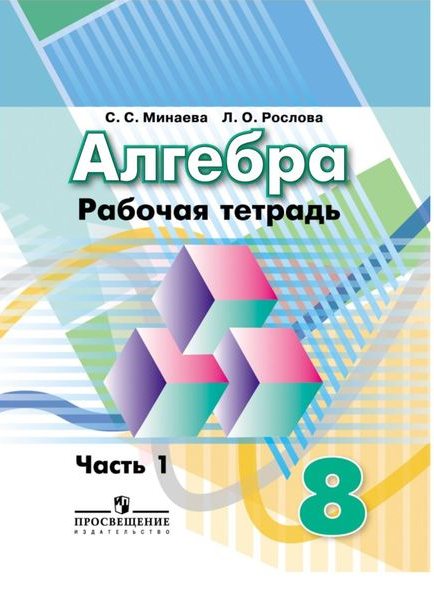 С. С. Минаева Л. О. Рослова
Алгебра
Рабочая тетрадь
Часть 1
8
ПРОСВЕЩЕНИЕ
ИЗДАТЕЛЬСТВО